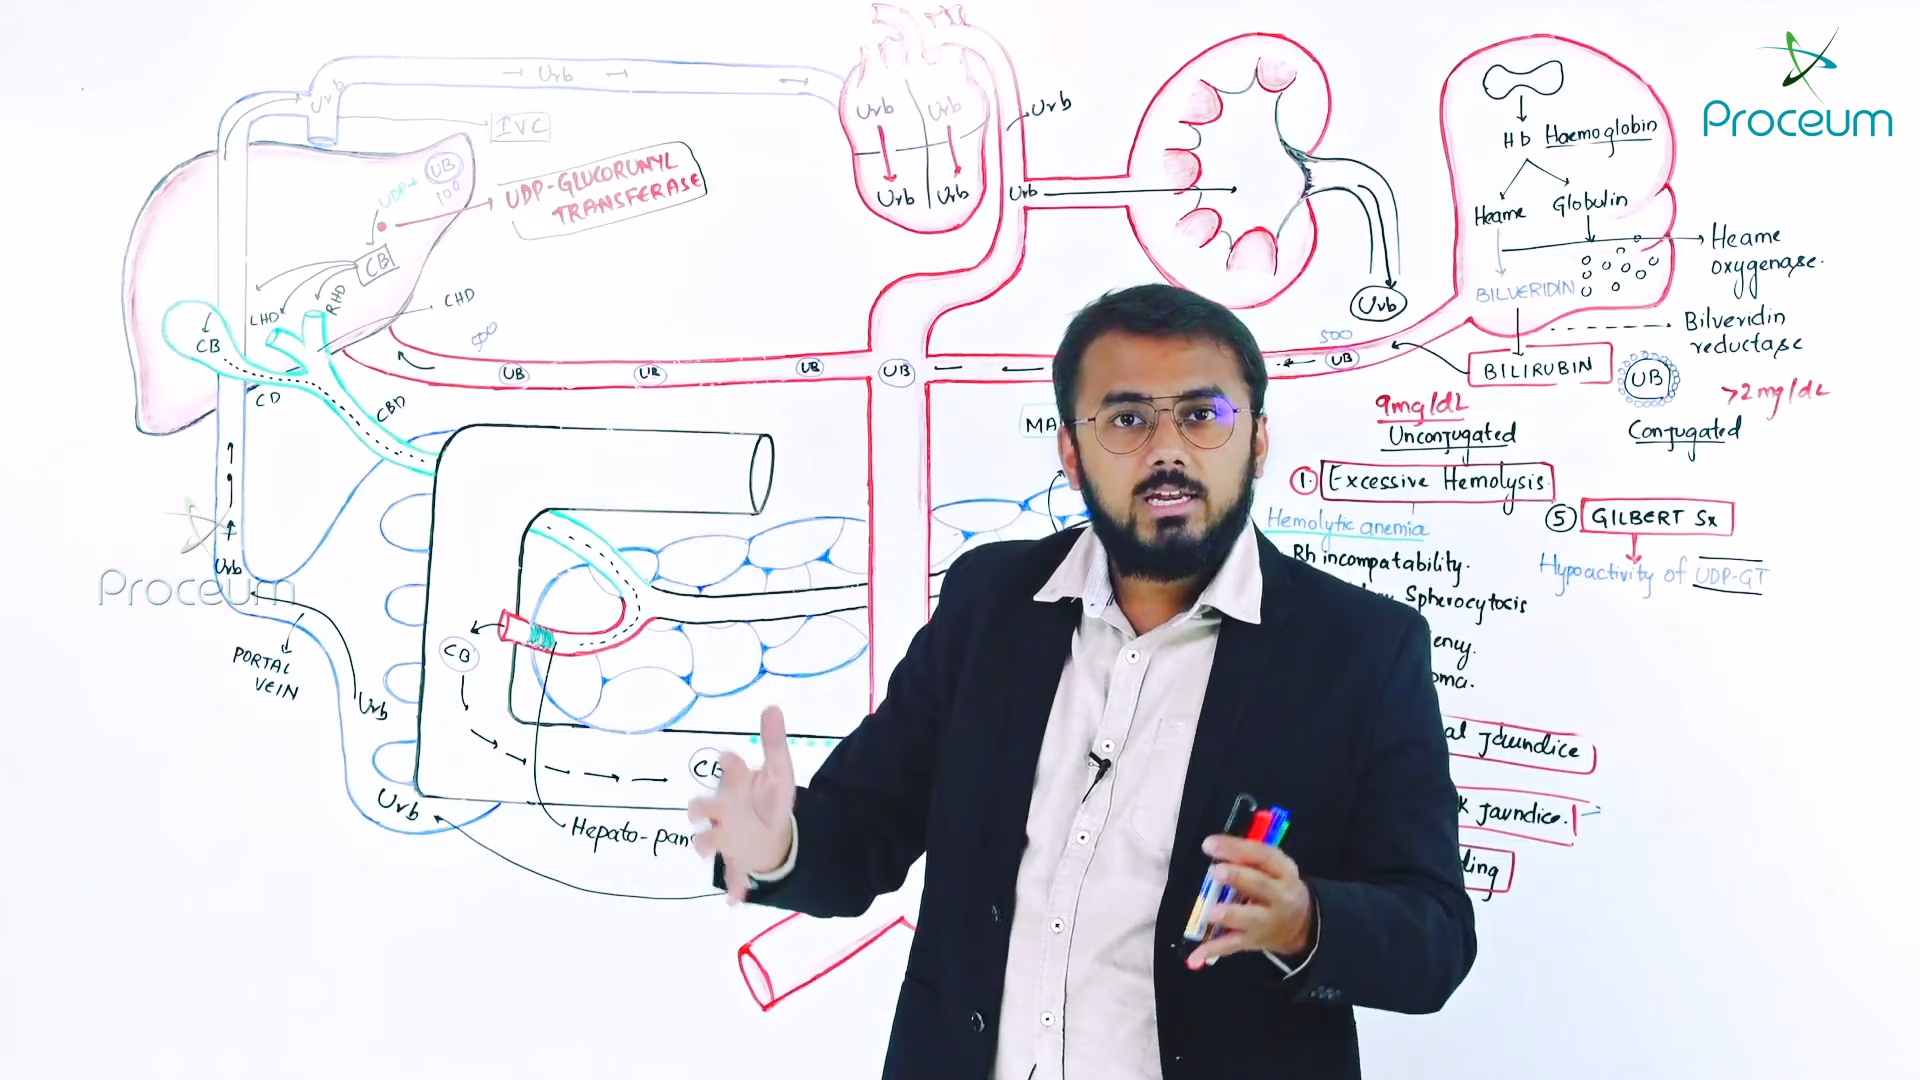 Urb
Urb
IVC
UDP+
UB
100
UDP-GLUCORUNYL
TRANSFERASE
CB
RHD
LHD
CHD
CB
CD
CBD
UB
UB
UB
UB
UB
500
Urb
Urb
Urb
Urb
Urb
Urb
Urb
Hb Haemoglobin
Heame
Globulin
Heame
oxygenase.
BILVERIDIN
Bilveridin
reductase
BILIRUBIN
UB
>2mg/dL
9mg/dL
Unconjugated
Conjugated
1. Excessive Hemolysis
Hemolytic anemia
Rh incompatability.
Spherocytosis
5 GILBERT Sx
Hypoactivity of UDP-GT
Jaundice
Jaundice.
Urb
PORTAL
VEIN
Urb
Urb
CB
CB
Proceum
Proceum